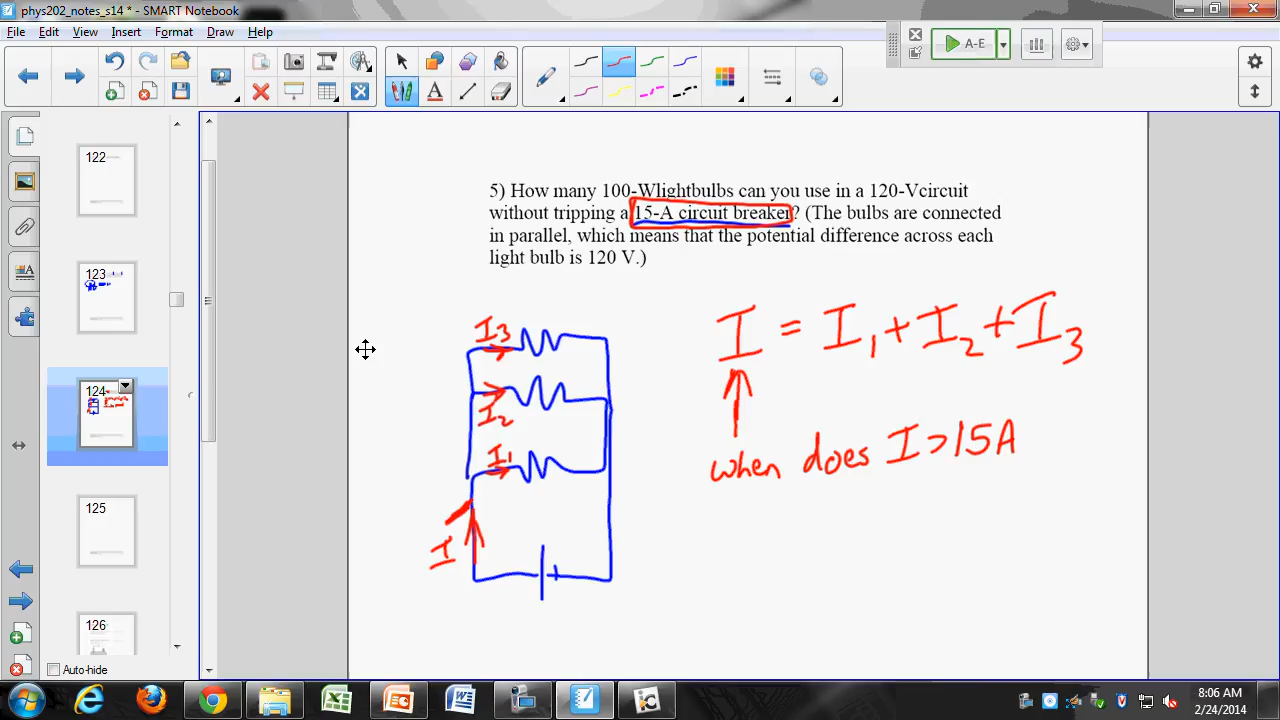 phys202_notes_s14 * - SMART Notebook
File Edit View Insert Format Tools Draw Help
A-E
122
123
124
125
126
Auto-hide
5) How many 100-Wlightbulbs can you use in a 120-Vcircuit
without tripping a 15-A circuit breaker? (The bulbs are connected
in parallel, which means that the potential difference across each
light bulb is 120 V.)
I3
I2
I1
I
I = I1 + I2 + I3
when does I > 15A
8:06 AM
2/24/2014